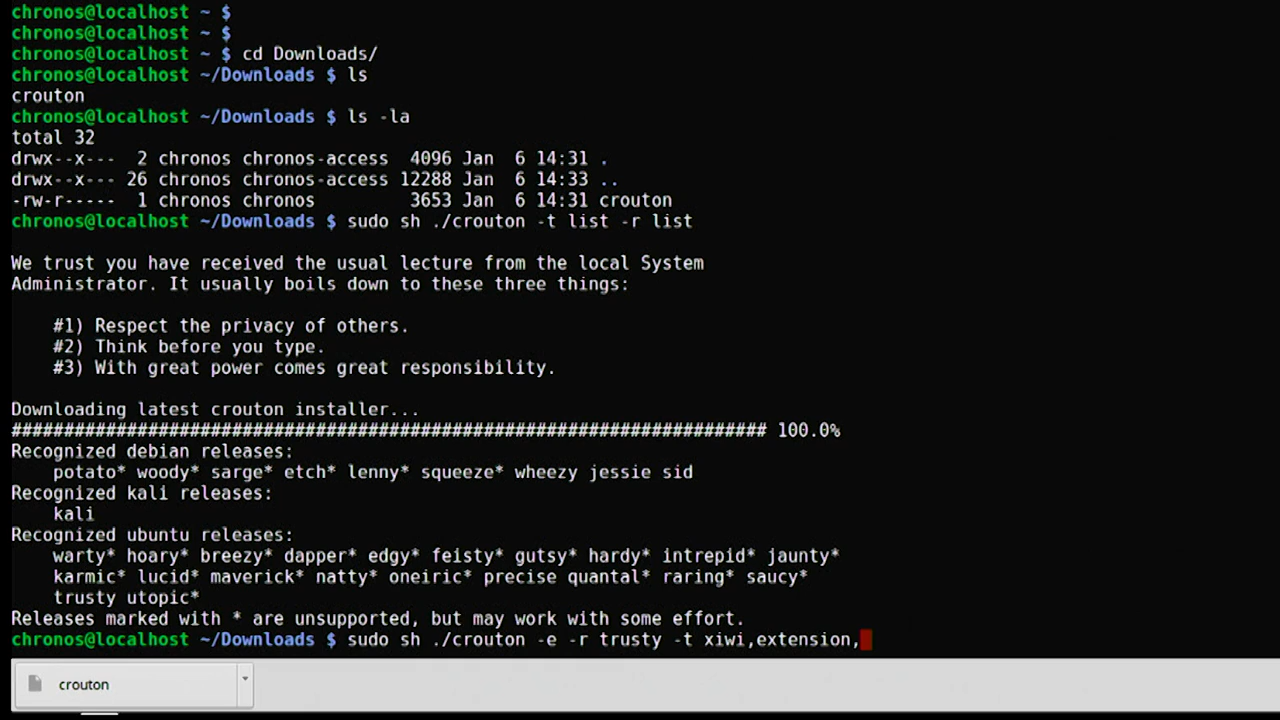 chronos@localhost ~ $
chronos@localhost ~ $
chronos@localhost ~ $ cd Downloads/
chronos@localhost ~/Downloads $ ls
crouton
chronos@localhost ~/Downloads $ ls -la
total 32
drwx--x--- 2 chronos chronos-access 4096 Jan 6 14:31 .
drwx--x--- 26 chronos chronos-access 12288 Jan 6 14:33 ..
-rw-r----- 1 chronos chronos 3653 Jan 6 14:31 crouton
chronos@localhost ~/Downloads $ sudo sh ./crouton -t list -r list
We trust you have received the usual lecture from the local System
Administrator. It usually boils down to these three things:
#1) Respect the privacy of others.
#2) Think before you type.
#3) With great power comes great responsibility.
Downloading latest crouton installer...
######################################################################## 100.0%
Recognized debian releases:
potato* woody* sarge* etch* lenny* squeeze* wheezy jessie sid
Recognized kali releases:
kali
Recognized ubuntu releases:
warty* hoary* breezy* dapper* edgy* feisty* gutsy* hardy* intrepid* jaunty*
karmic* lucid* maverick* natty* oneiric* precise quantal* raring* saucy*
trusty utopic*
Releases marked with * are unsupported, but may work with some effort.
chronos@localhost ~/Downloads $ sudo sh ./crouton -e -r trusty -t xiwi,extension,
crouton